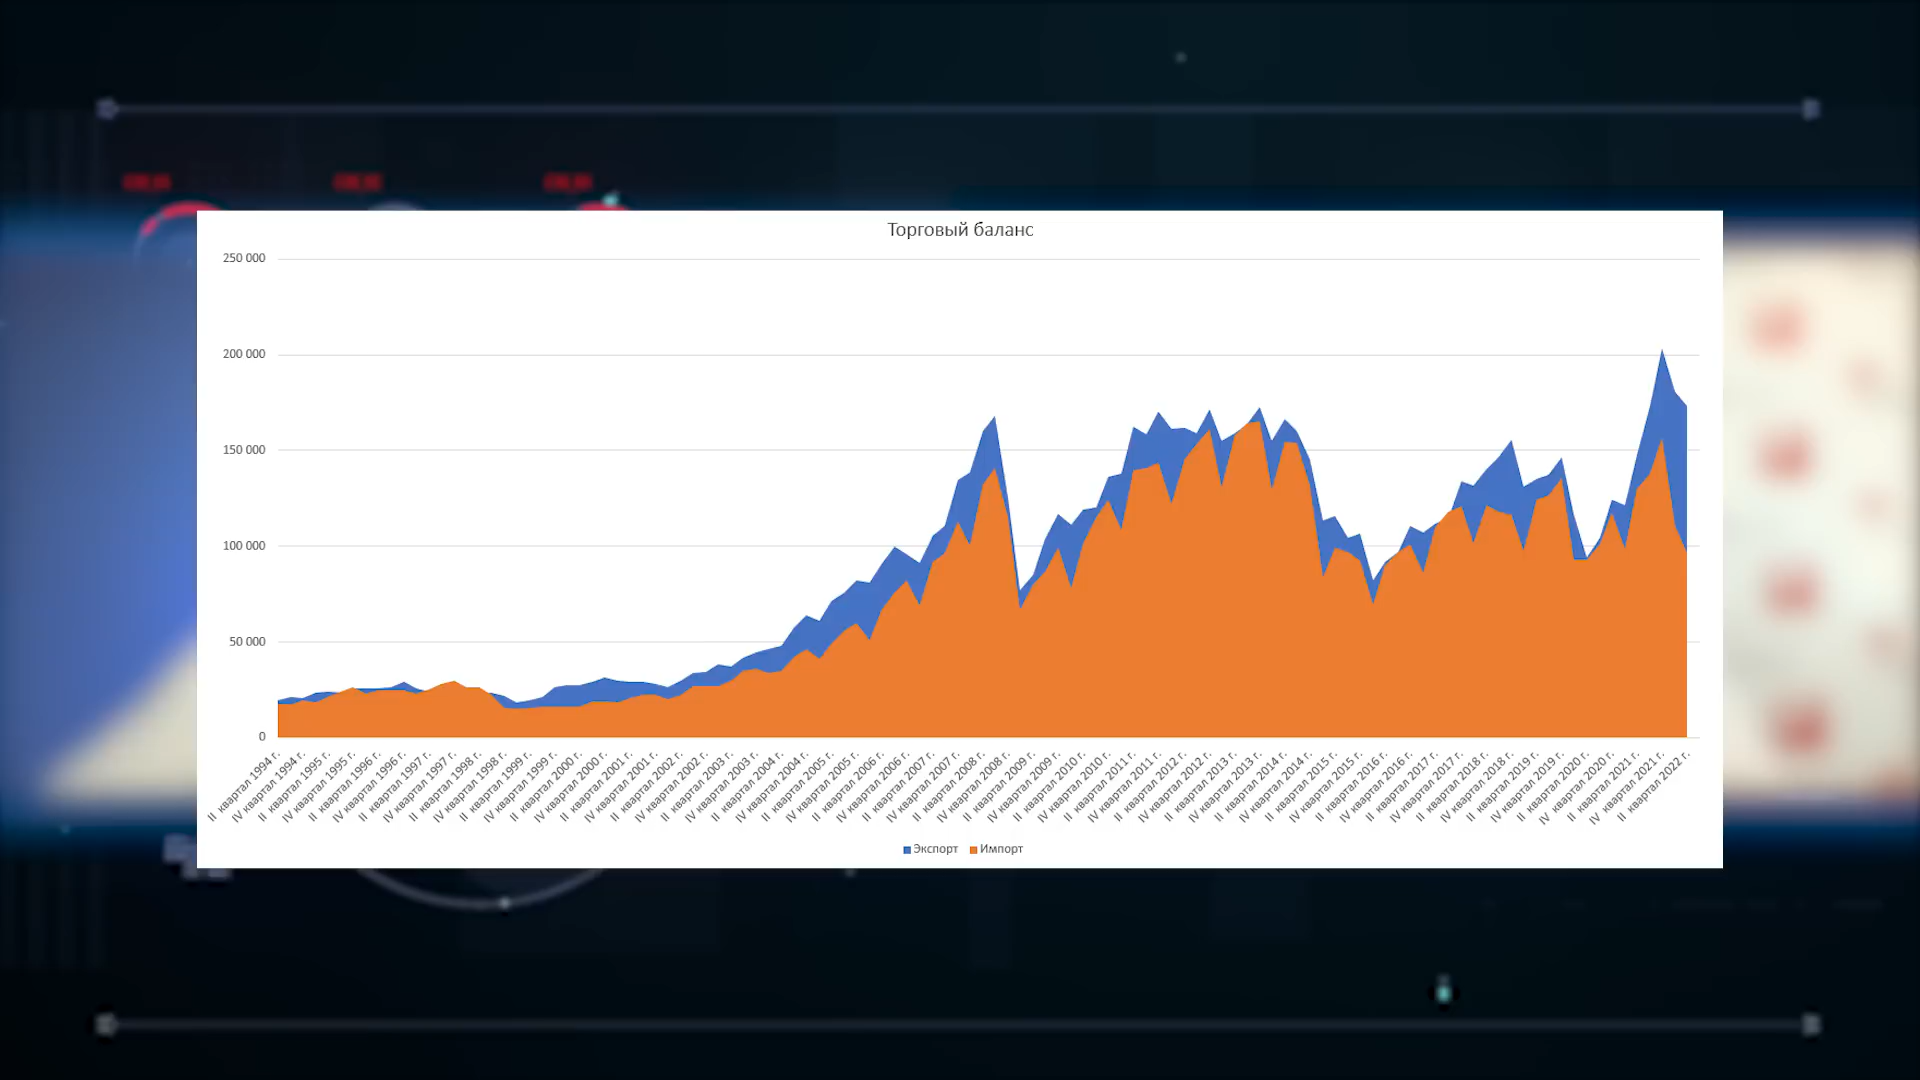 Торговый баланс
250 000
200 000
150 000
100 000
50 000
0
II квартал 1994 г.
IV квартал 1994 г.
II квартал 1995 г.
IV квартал 1995 г.
II квартал 1996 г.
IV квартал 1996 г.
II квартал 1997 г.
IV квартал 1997 г.
II квартал 1998 г.
IV квартал 1998 г.
II квартал 1999 г.
IV квартал 1999 г.
II квартал 2000 г.
IV квартал 2000 г.
II квартал 2001 г.
IV квартал 2001 г.
II квартал 2002 г.
IV квартал 2002 г.
II квартал 2003 г.
IV квартал 2003 г.
II квартал 2004 г.
IV квартал 2004 г.
II квартал 2005 г.
IV квартал 2005 г.
II квартал 2006 г.
IV квартал 2006 г.
II квартал 2007 г.
IV квартал 2007 г.
II квартал 2008 г.
IV квартал 2008 г.
II квартал 2009 г.
IV квартал 2009 г.
II квартал 2010 г.
IV квартал 2010 г.
II квартал 2011 г.
IV квартал 2011 г.
II квартал 2012 г.
IV квартал 2012 г.
II квартал 2013 г.
IV квартал 2013 г.
II квартал 2014 г.
IV квартал 2014 г.
II квартал 2015 г.
IV квартал 2015 г.
II квартал 2016 г.
IV квартал 2016 г.
II квартал 2017 г.
IV квартал 2017 г.
II квартал 2018 г.
IV квартал 2018 г.
II квартал 2019 г.
IV квартал 2019 г.
II квартал 2020 г.
IV квартал 2020 г.
II квартал 2021 г.
IV квартал 2021 г.
II квартал 2022 г.
Экспорт Импорт